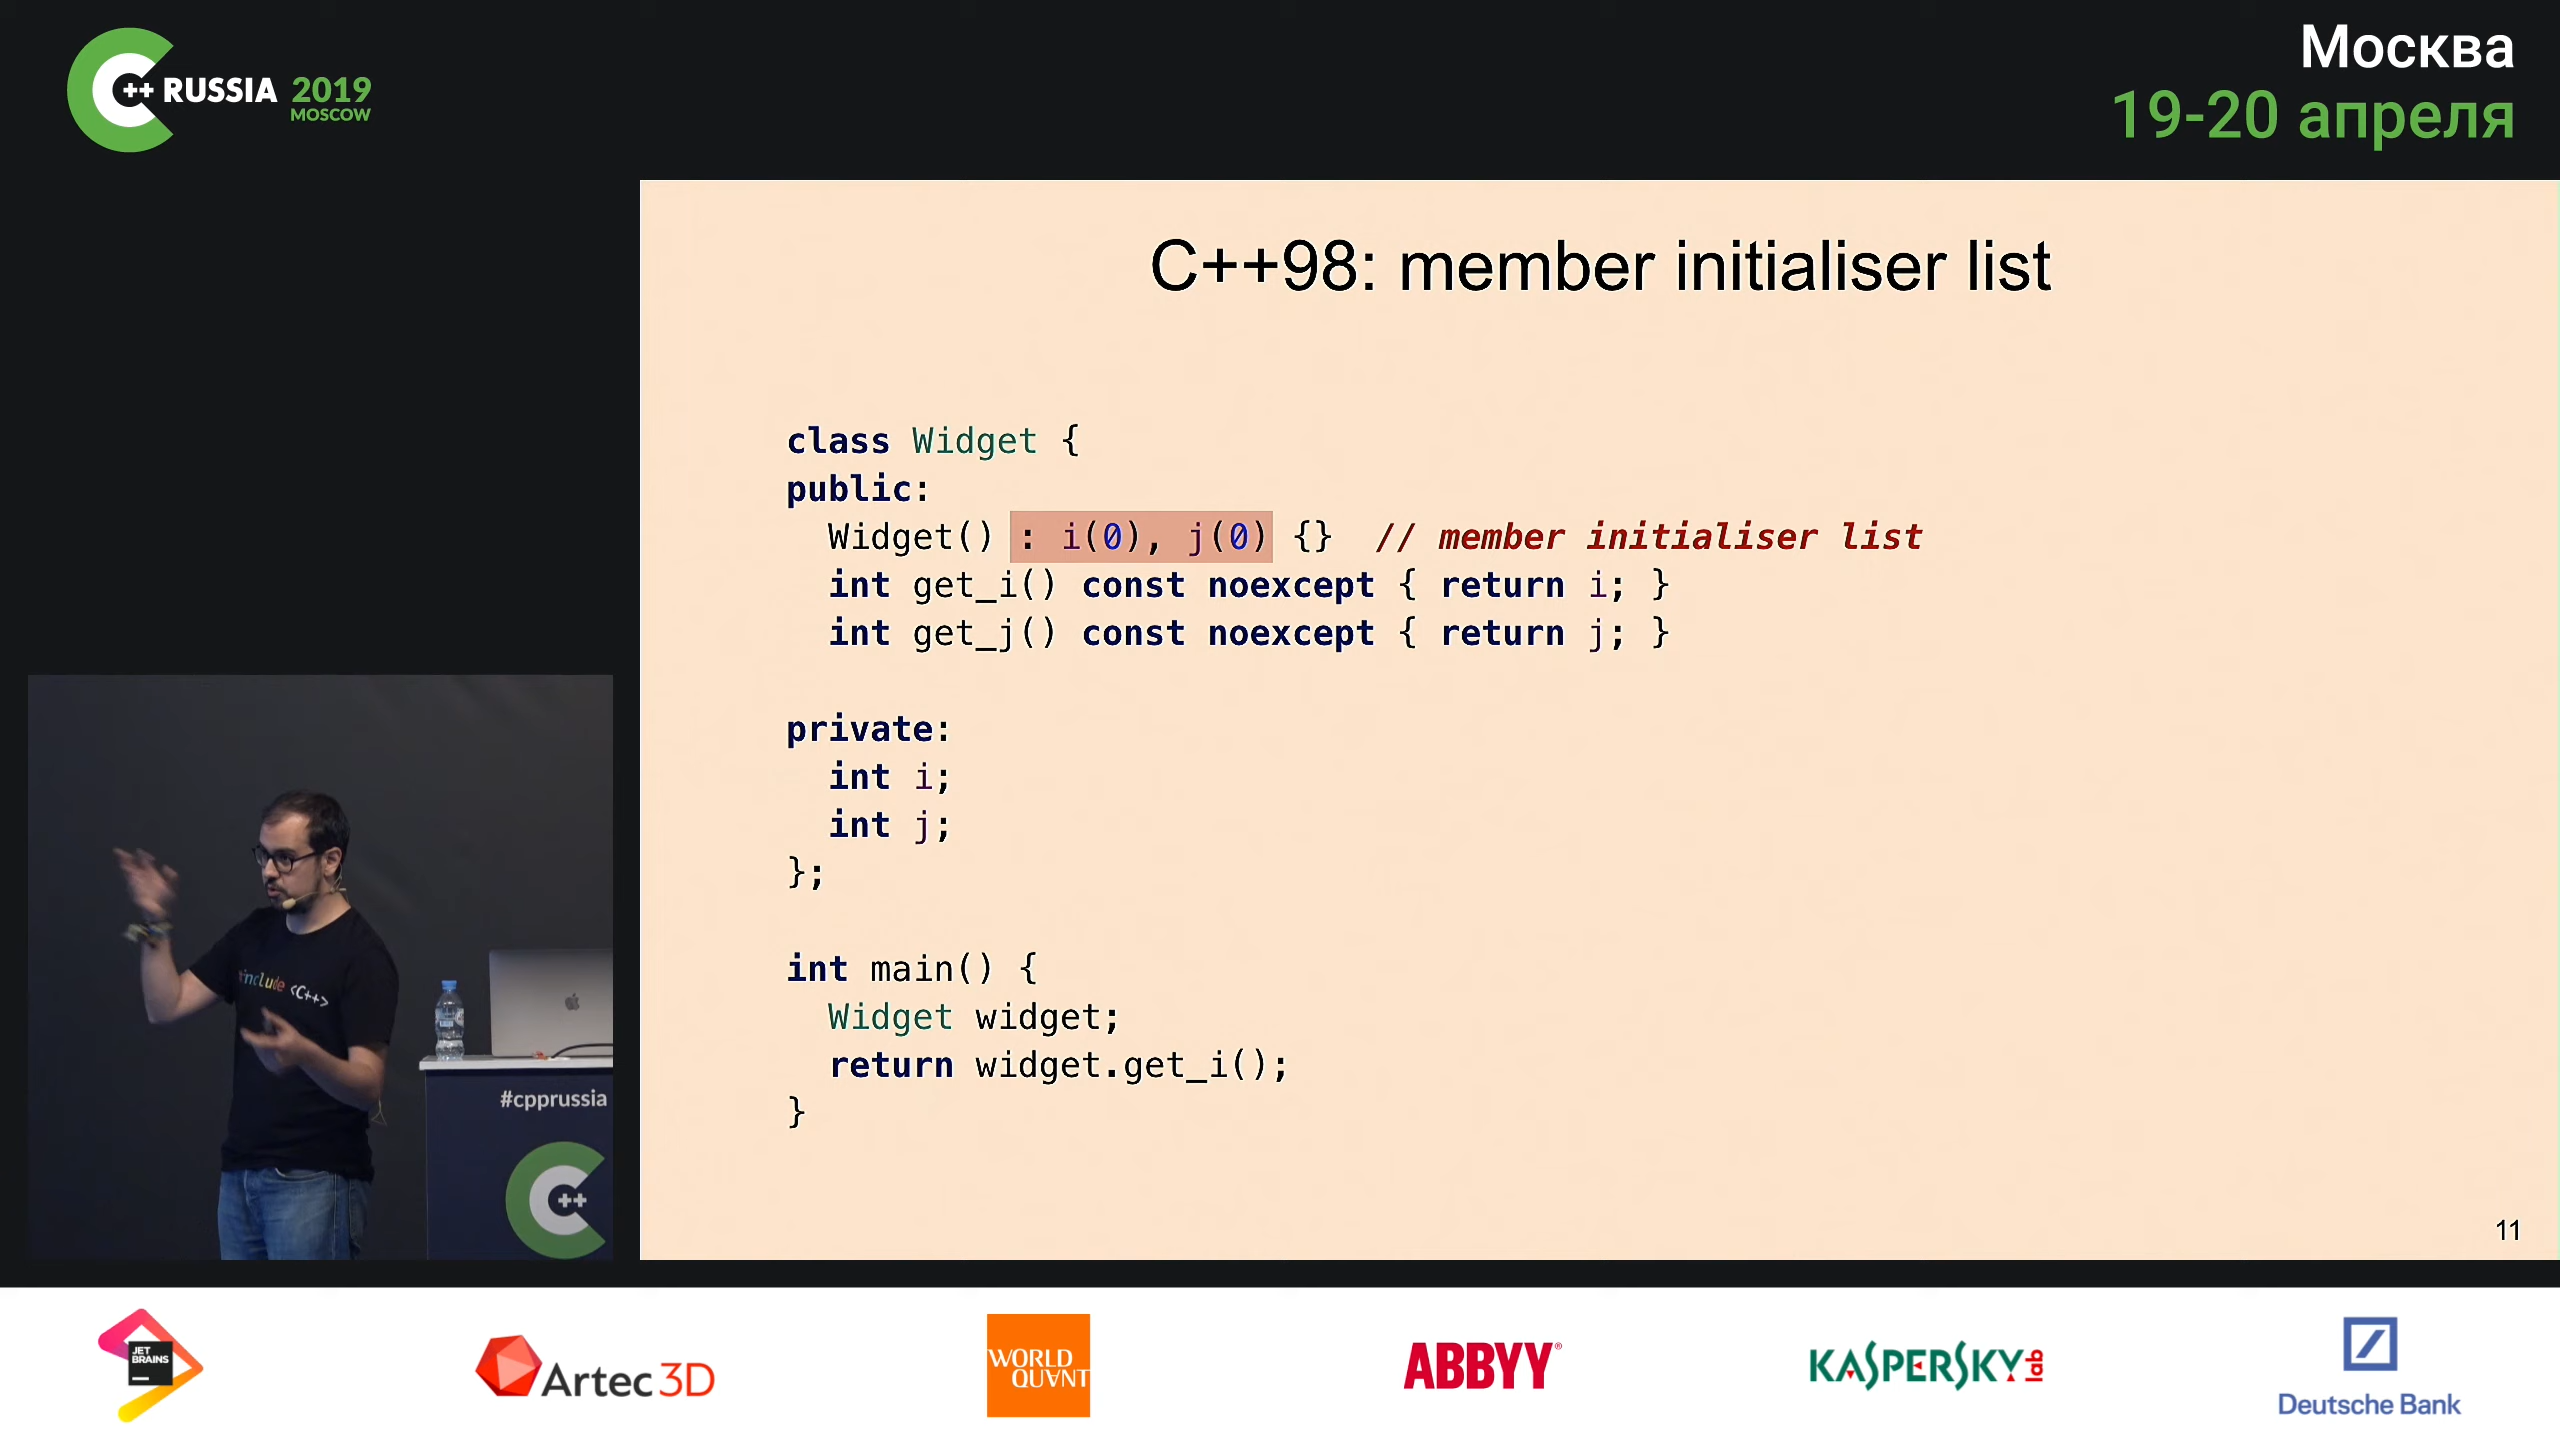 C++ RUSSIA 2019
MOSCOW
Москва
19-20 апреля
C++98: member initialiser list
class Widget {
public:
  Widget() : i(0), j(0) {}  // member initialiser list
  int get_i() const noexcept { return i; }
  int get_j() const noexcept { return j; }
private:
  int i;
  int j;
};
int main() {
  Widget widget;
  return widget.get_i();
}
11
#include <C++>
#cpprussia
C++
JET
BRAINS
Artec 3D
WORLD
QUANT
ABBYY®
KASPERSKY lab
Deutsche Bank